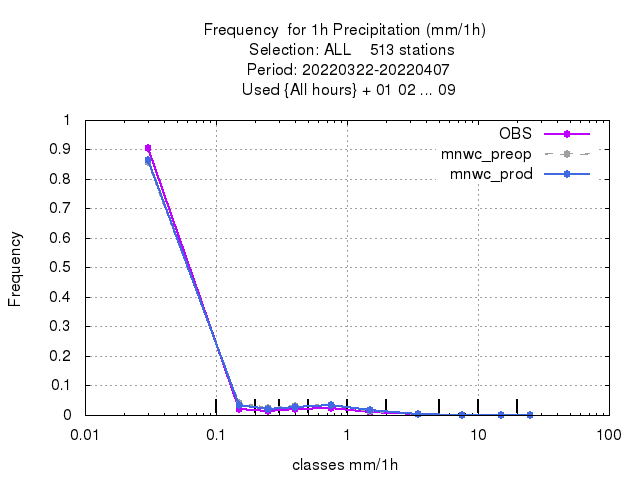 Frequency  for 1h Precipitation (mm/1h)
Selection: ALL    513 stations
Period: 20220322-20220407
Used {All hours} + 01 02 ... 09
1
0.9
0.8
0.7
0.6
0.5
0.4
0.3
0.2
0.1
0
Frequency
OBS
mnwc_preop
mnwc_prod
0.01 0.1 1 10 100
classes mm/1h